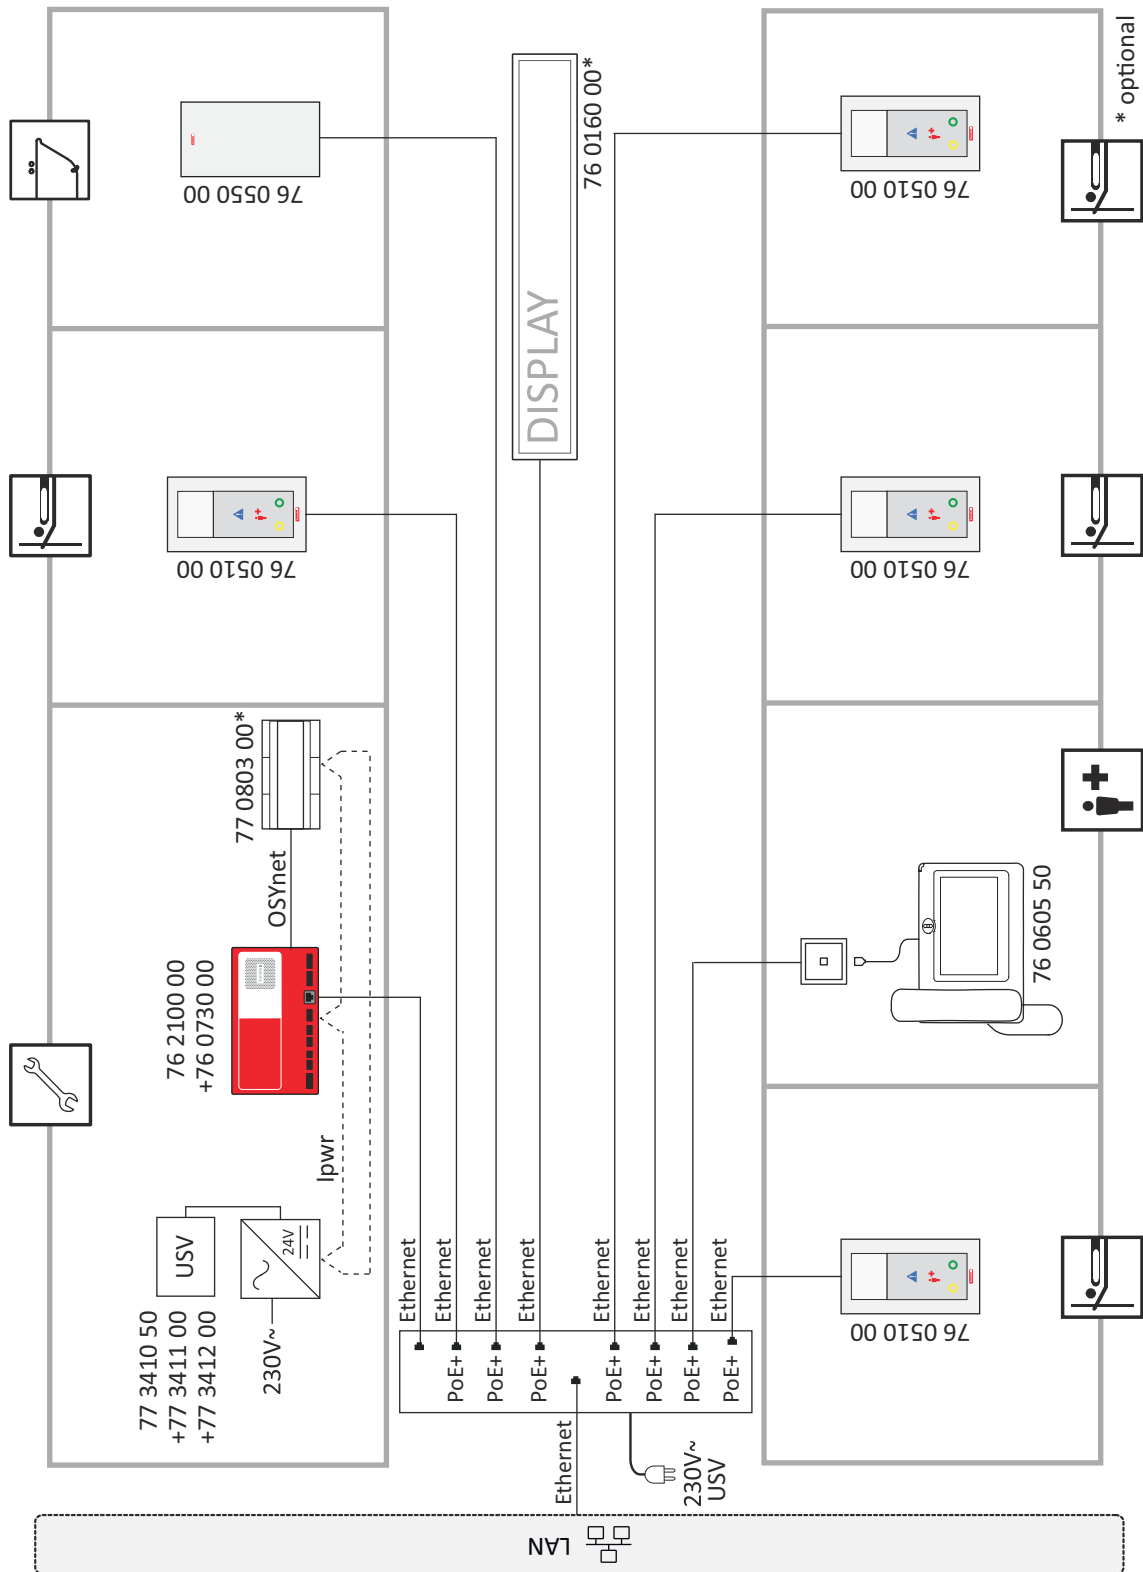 LAN
Ethernet
230V~
USV
77 3410 50
+77 3411 00
+77 3412 00
USV
230V~
24V
Ipwr
76 2100 00
+76 0730 00
OSYnet
77 0803 00*
76 0510 00
76 0550 00
Ethernet
Ethernet
PoE+
Ethernet
PoE+
Ethernet
PoE+
DISPLAY
76 0160 00*
Ethernet
PoE+
Ethernet
PoE+
Ethernet
PoE+
Ethernet
PoE+
76 0510 00
76 0605 50
76 0510 00
76 0510 00
* optional